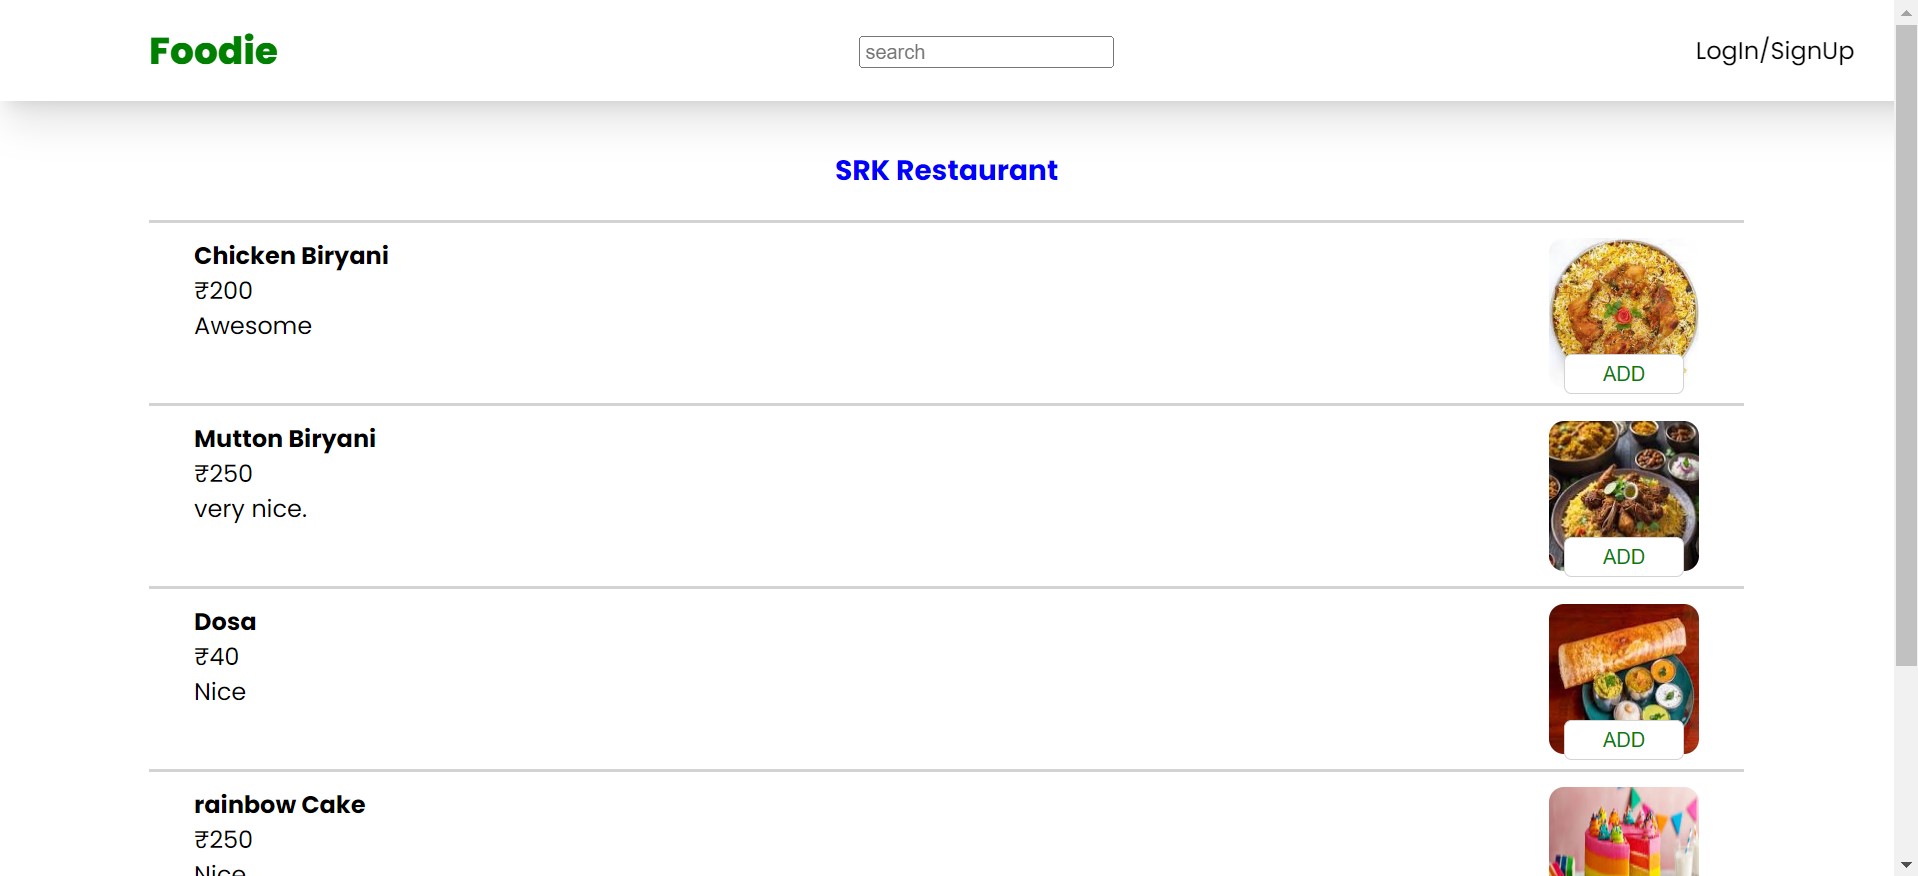 Foodie
search
LogIn/SignUp
SRK Restaurant
Chicken Biryani
₹200
Awesome
ADD
Mutton Biryani
₹250
very nice.
ADD
Dosa
₹40
Nice
ADD
rainbow Cake
₹250
Nice